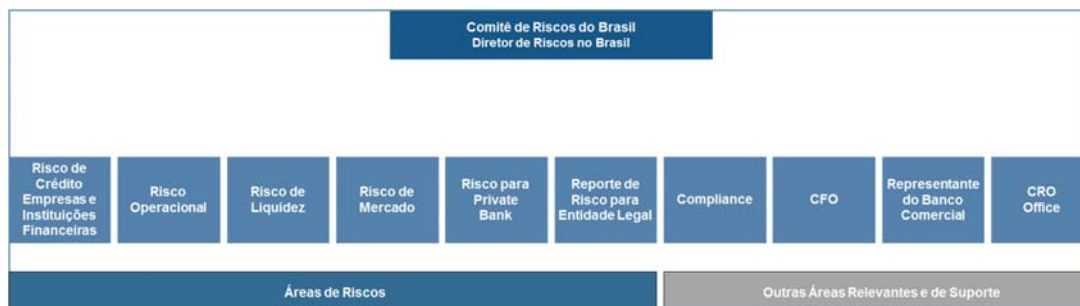 Comitê de Riscos do Brasil
Diretor de Riscos no Brasil
Risco de
Crédito
Empresas e
Instituições
Financeiras
Risco
Operacional
Risco de
Liquidez
Risco de
Mercado
Risco para
Private
Bank
Reporte de
Risco para
Entidade Legal
Compliance
CFO
Representante
do Banco
Comercial
CRO
Office
Áreas de Riscos
Outras Áreas Relevantes e de Suporte